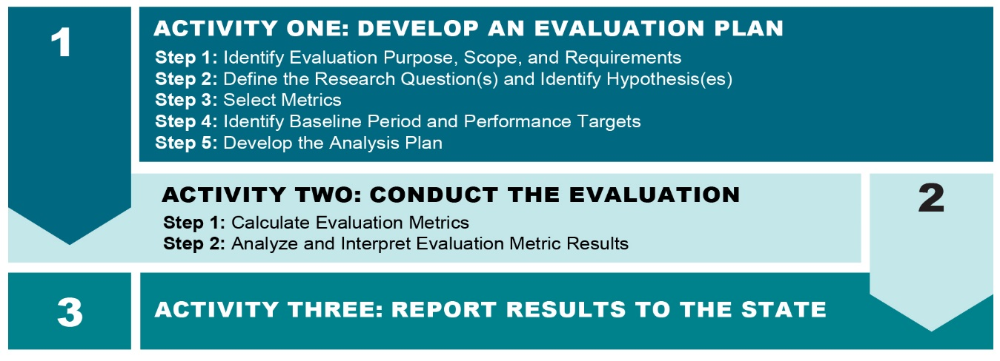 1
ACTIVITY ONE: DEVELOP AN EVALUATION PLAN
Step 1: Identify Evaluation Purpose, Scope, and Requirements
Step 2: Define the Research Question(s) and Identify Hypothesis(es)
Step 3: Select Metrics
Step 4: Identify Baseline Period and Performance Targets
Step 5: Develop the Analysis Plan
ACTIVITY TWO: CONDUCT THE EVALUATION
2
Step 1: Calculate Evaluation Metrics
Step 2: Analyze and Interpret Evaluation Metric Results
3
ACTIVITY THREE: REPORT RESULTS TO THE STATE